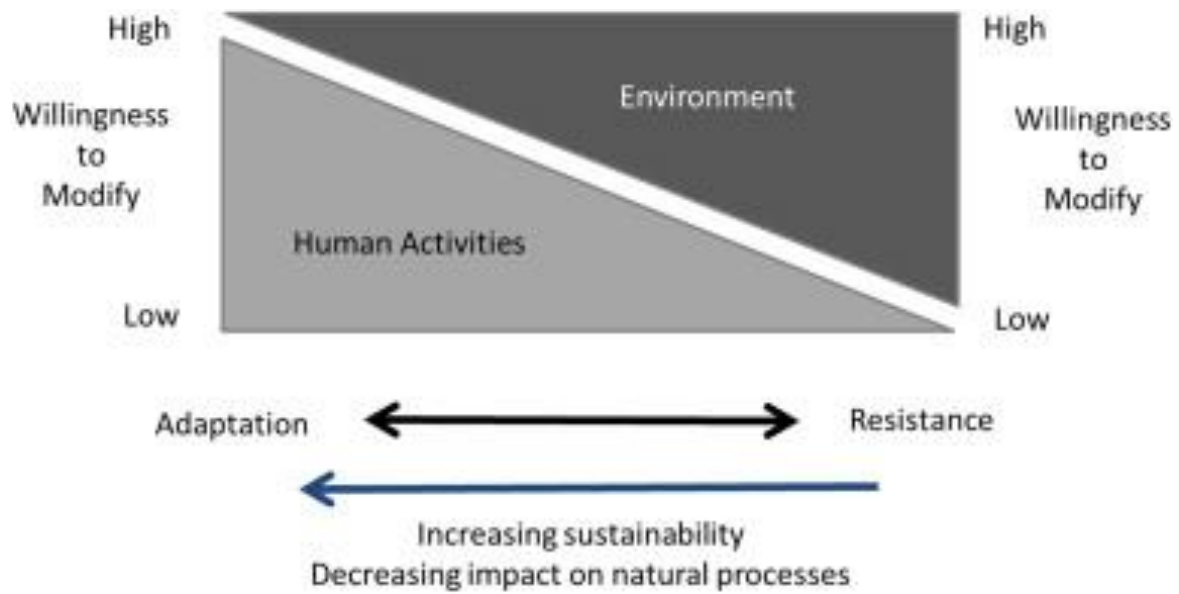 High
High
Environment
Willingness
to
Modify
Willingness
to
Modify
Human Activities
Low
Low
Adaptation
Resistance
Increasing sustainability
Decreasing impact on natural processes